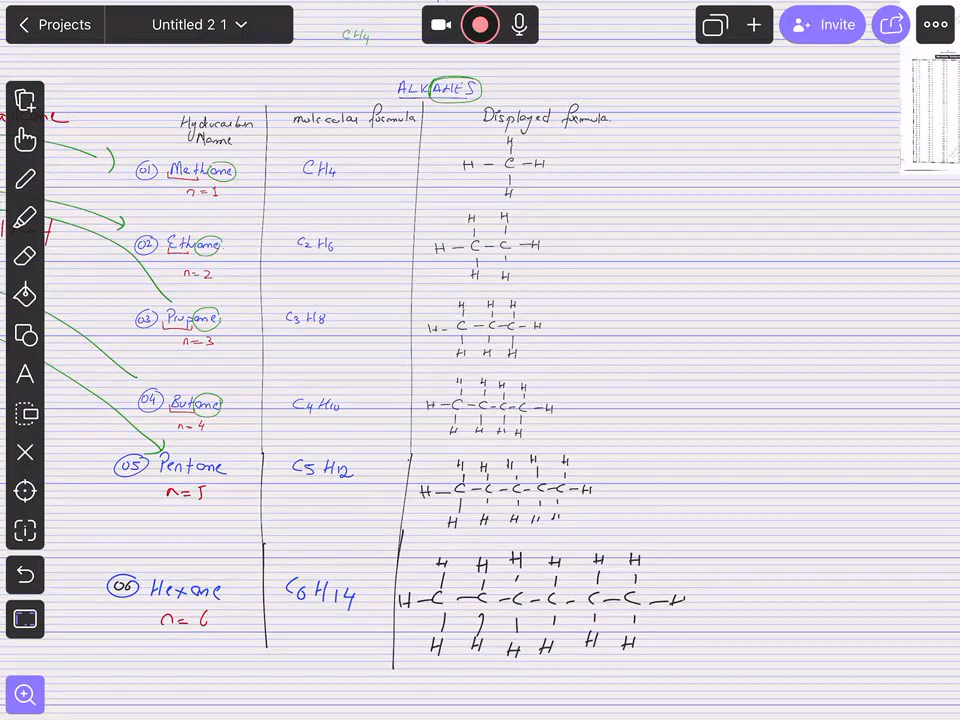 Projects
Untitled 2 1
Invite
CH4
ALKANES
Hydrocarbon Name
molecular formula
Displayed formula.
01 Methane
n=1
CH4
H
H - C - H
H
02 Ethane
n=2
C2 H6
H H
H - C - C - H
H H
03 Propane
n=3
C3 H8
H H H
H - C - C - C - H
H H H
04 Butane
n=4
C4 H10
H H H H
H - C - C - C - C - H
H H H H
05 Pentane
n=5
C5 H12
H H H H H
H - C - C - C - C - C - H
H H H H H
06 Hexane
n=6
C6 H14
H H H H H H
H - C - C - C - C - C - C - H
H H H H H H